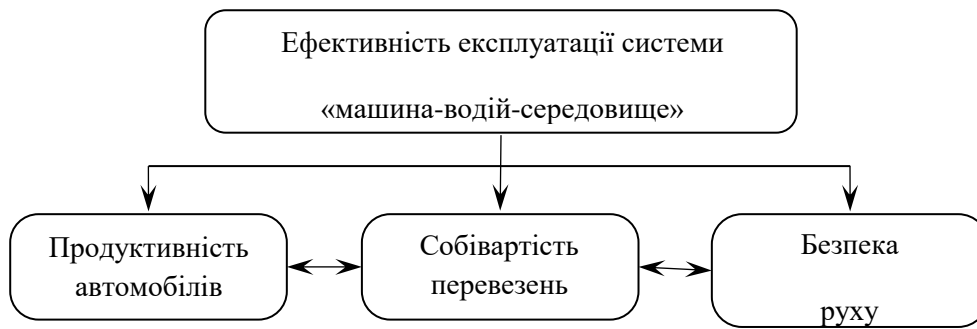 Ефективність експлуатації системи
«машина-водій-середовище»
Продуктивність
автомобілів
Собівартість
перевезень
Безпека
руху